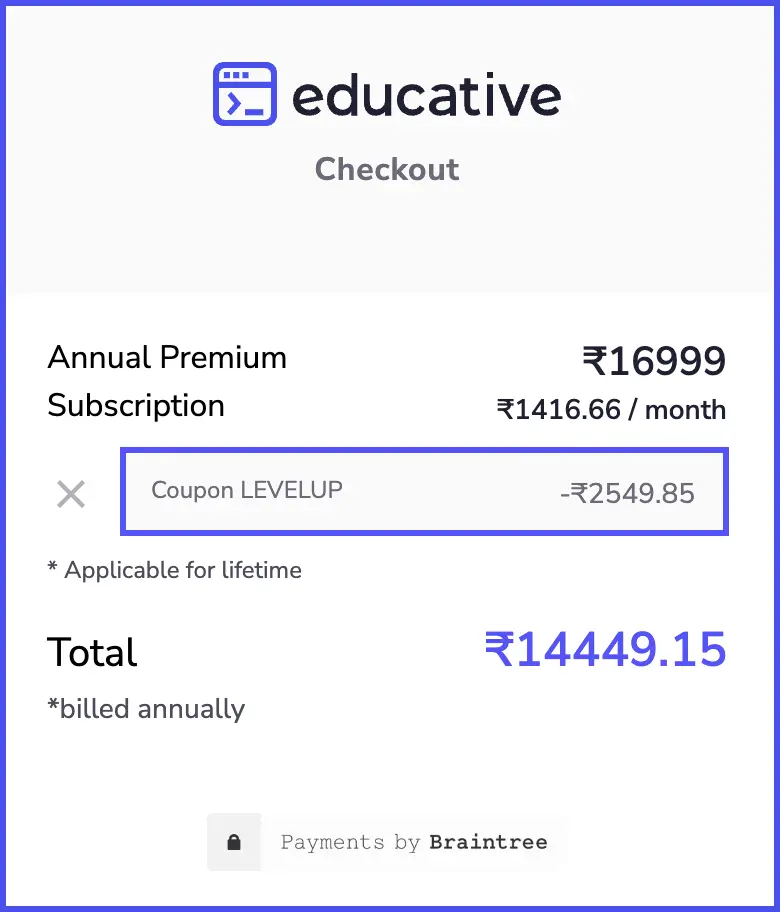 educative
Checkout
Annual Premium
Subscription
₹16999
₹1416.66 / month
Coupon LEVELUP
-₹2549.85
* Applicable for lifetime
Total
₹14449.15
*billed annually
Payments by Braintree